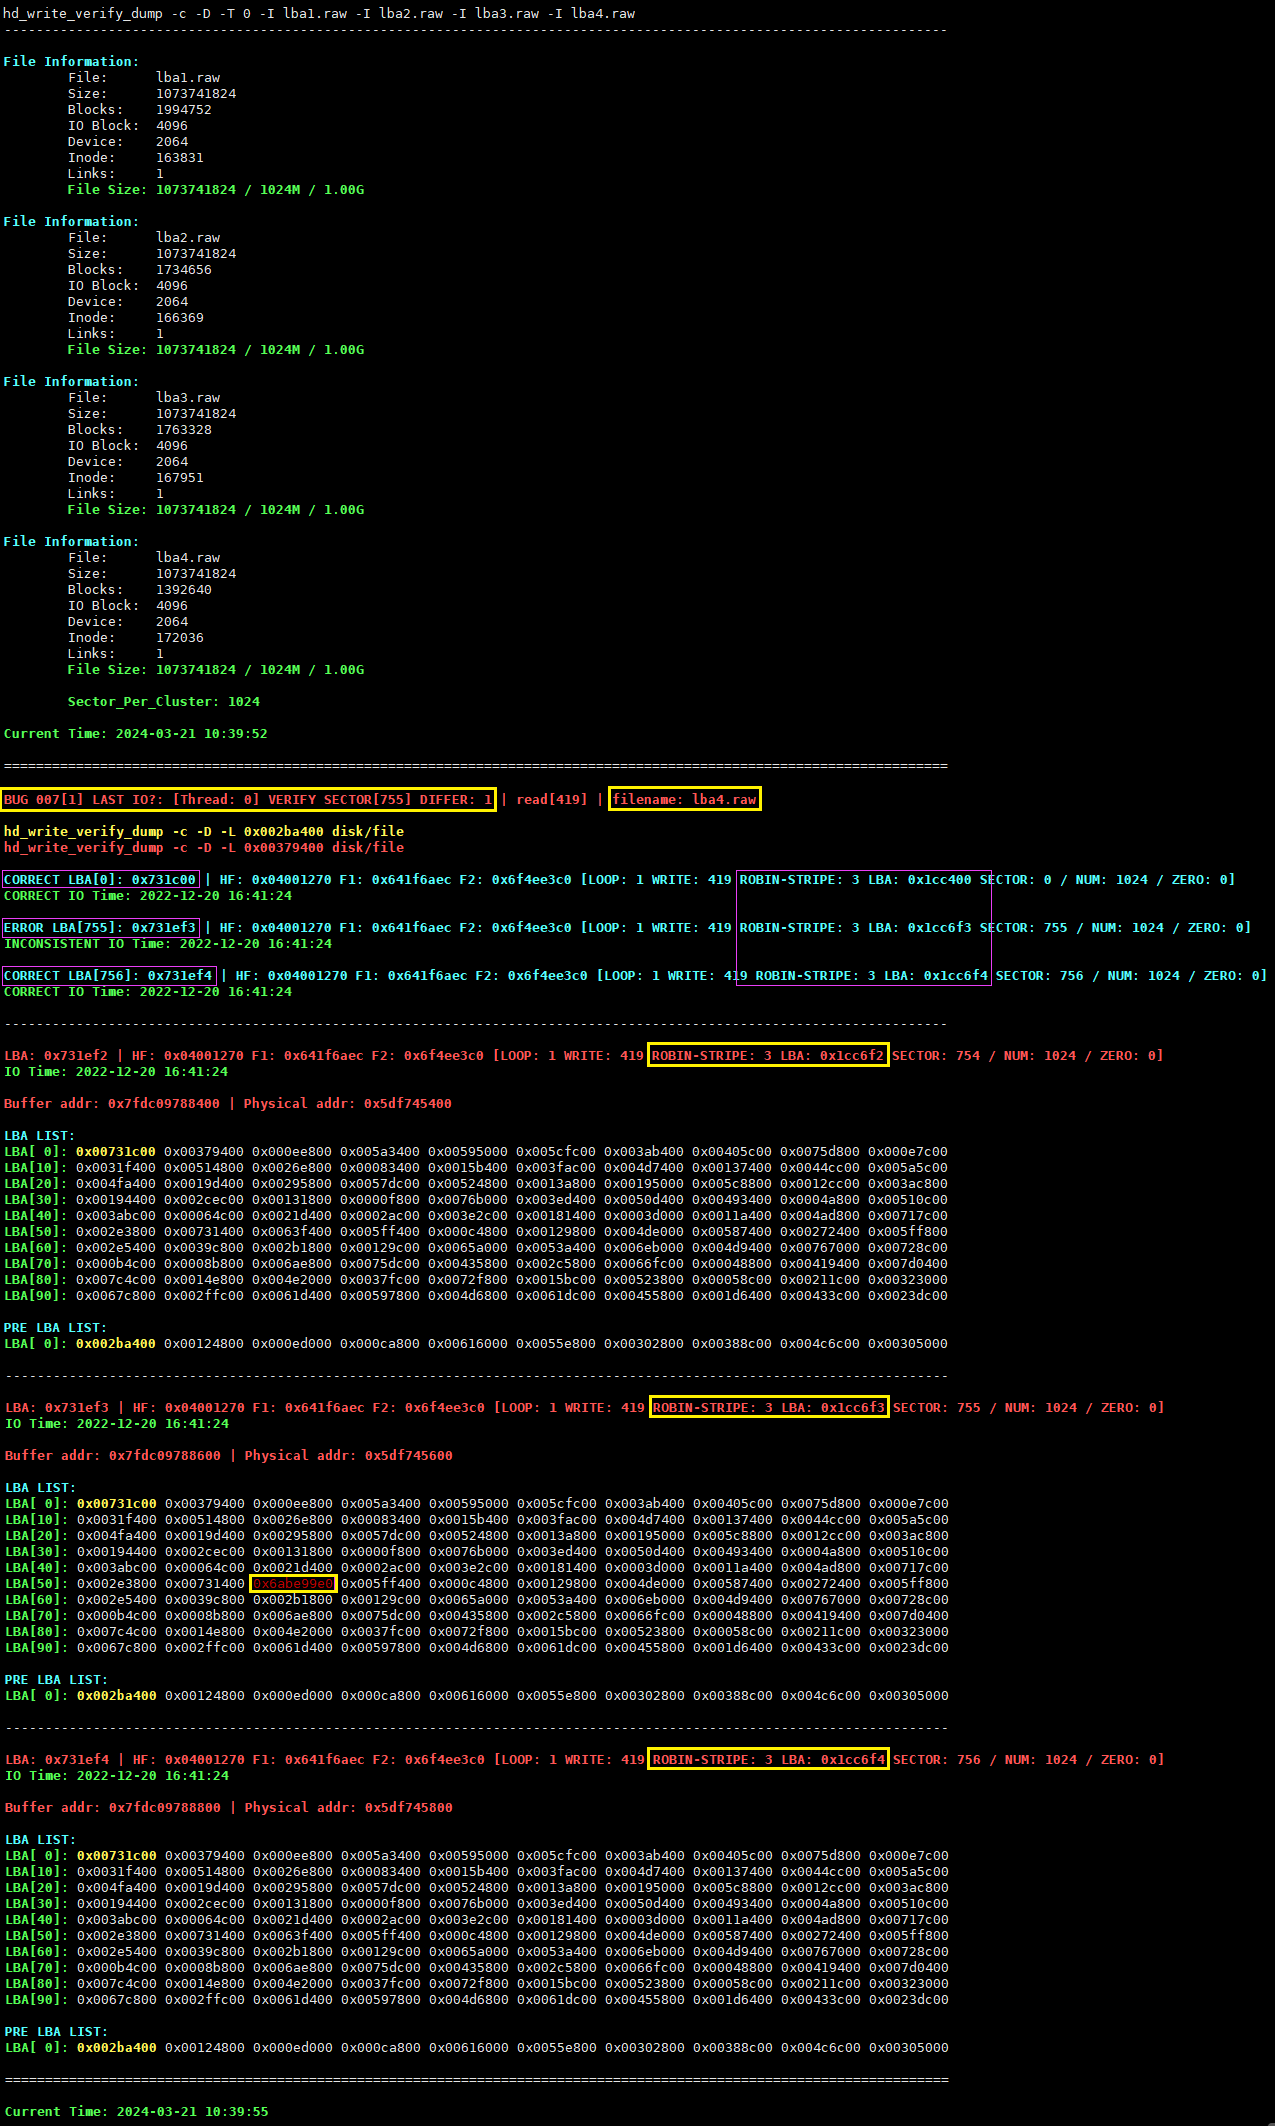 hd_write_verify_dump -c -D -T 0 -I lba1.raw -I lba2.raw -I lba3.raw -I lba4.raw
----------------------------------------------------------------------------------------------------------------------
File Information:
File: lba1.raw
Size: 1073741824
Blocks: 1994752
IO Block: 4096
Device: 2064
Inode: 163831
Links: 1
File Size: 1073741824 / 1024M / 1.00G
File Information:
File: lba2.raw
Size: 1073741824
Blocks: 1734656
IO Block: 4096
Device: 2064
Inode: 166369
Links: 1
File Size: 1073741824 / 1024M / 1.00G
File Information:
File: lba3.raw
Size: 1073741824
Blocks: 1763328
IO Block: 4096
Device: 2064
Inode: 167951
Links: 1
File Size: 1073741824 / 1024M / 1.00G
File Information:
File: lba4.raw
Size: 1073741824
Blocks: 1392640
IO Block: 4096
Device: 2064
Inode: 172036
Links: 1
File Size: 1073741824 / 1024M / 1.00G
Sector_Per_Cluster: 1024
Current Time: 2024-03-21 10:39:52
======================================================================================================================
BUG 007[1] LAST IO?: [Thread: 0] VERIFY SECTOR[755] DIFFER: 1 | read[419] | filename: lba4.raw
hd_write_verify_dump -c -D -L 0x002ba400 disk/file
hd_write_verify_dump -c -D -L 0x00379400 disk/file
CORRECT LBA[0]: 0x731c00 | HF: 0x04001270 F1: 0x641f6aec F2: 0x6f4ee3c0 [LOOP: 1 WRITE: 419 ROBIN-STRIPE: 3 LBA: 0x1cc400 SECTOR: 0 / NUM: 1024 / ZERO: 0]
CORRECT IO Time: 2022-12-20 16:41:24
ERROR LBA[755]: 0x731ef3 | HF: 0x04001270 F1: 0x641f6aec F2: 0x6f4ee3c0 [LOOP: 1 WRITE: 419 ROBIN-STRIPE: 3 LBA: 0x1cc6f3 SECTOR: 755 / NUM: 1024 / ZERO: 0]
INCONSISTENT IO Time: 2022-12-20 16:41:24
CORRECT LBA[756]: 0x731ef4 | HF: 0x04001270 F1: 0x641f6aec F2: 0x6f4ee3c0 [LOOP: 1 WRITE: 419 ROBIN-STRIPE: 3 LBA: 0x1cc6f4 SECTOR: 756 / NUM: 1024 / ZERO: 0]
CORRECT IO Time: 2022-12-20 16:41:24
----------------------------------------------------------------------------------------------------------------------
LBA: 0x731ef2 | HF: 0x04001270 F1: 0x641f6aec F2: 0x6f4ee3c0 [LOOP: 1 WRITE: 419 ROBIN-STRIPE: 3 LBA: 0x1cc6f2 SECTOR: 754 / NUM: 1024 / ZERO: 0]
IO Time: 2022-12-20 16:41:24
Buffer addr: 0x7fdc09788400 | Physical addr: 0x5df745400
LBA LIST:
LBA[ 0]: 0x00731c00 0x00379400 0x000ee800 0x005a3400 0x00595000 0x005cfc00 0x003ab400 0x00405c00 0x0075d800 0x000e7c00
LBA[10]: 0x0031f400 0x00514800 0x0026e800 0x00083400 0x0015b400 0x003fac00 0x004d7400 0x00137400 0x0044cc00 0x005a5c00
LBA[20]: 0x004fa400 0x0019d400 0x00295800 0x0057dc00 0x00524800 0x0013a800 0x00195000 0x005c8800 0x0012cc00 0x003ac800
LBA[30]: 0x00194400 0x002cec00 0x00131800 0x0000f800 0x0076b000 0x003ed400 0x0050d400 0x00493400 0x0004a800 0x00510c00
LBA[40]: 0x003abc00 0x00064c00 0x0021d400 0x0002ac00 0x003e2c00 0x00181400 0x0003d000 0x0011a400 0x004ad800 0x00717c00
LBA[50]: 0x002e3800 0x00731400 0x0063f400 0x005ff400 0x000c4800 0x00129800 0x004de000 0x00587400 0x00272400 0x005ff800
LBA[60]: 0x002e5400 0x0039c800 0x002b1800 0x00129c00 0x0065a000 0x0053a400 0x006eb000 0x004d9400 0x00767000 0x00728c00
LBA[70]: 0x000b4c00 0x0008b800 0x006ae800 0x0075dc00 0x00435800 0x002c5800 0x0066fc00 0x00048800 0x00419400 0x007d0400
LBA[80]: 0x007c4c00 0x0014e800 0x004e2000 0x0037fc00 0x0072f800 0x0015bc00 0x00523800 0x00058c00 0x00211c00 0x00323000
LBA[90]: 0x0067c800 0x002ffc00 0x0061d400 0x00597800 0x004d6800 0x0061dc00 0x00455800 0x001d6400 0x00433c00 0x0023dc00
PRE LBA LIST:
LBA[ 0]: 0x002ba400 0x00124800 0x000ed000 0x000ca800 0x00616000 0x0055e800 0x00302800 0x00388c00 0x004c6c00 0x00305000
----------------------------------------------------------------------------------------------------------------------
LBA: 0x731ef3 | HF: 0x04001270 F1: 0x641f6aec F2: 0x6f4ee3c0 [LOOP: 1 WRITE: 419 ROBIN-STRIPE: 3 LBA: 0x1cc6f3 SECTOR: 755 / NUM: 1024 / ZERO: 0]
IO Time: 2022-12-20 16:41:24
Buffer addr: 0x7fdc09788600 | Physical addr: 0x5df745600
LBA LIST:
LBA[ 0]: 0x00731c00 0x00379400 0x000ee800 0x005a3400 0x00595000 0x005cfc00 0x003ab400 0x00405c00 0x0075d800 0x000e7c00
LBA[10]: 0x0031f400 0x00514800 0x0026e800 0x00083400 0x0015b400 0x003fac00 0x004d7400 0x00137400 0x0044cc00 0x005a5c00
LBA[20]: 0x004fa400 0x0019d400 0x00295800 0x0057dc00 0x00524800 0x0013a800 0x00195000 0x005c8800 0x0012cc00 0x003ac800
LBA[30]: 0x00194400 0x002cec00 0x00131800 0x0000f800 0x0076b000 0x003ed400 0x0050d400 0x00493400 0x0004a800 0x00510c00
LBA[40]: 0x003abc00 0x00064c00 0x0021d400 0x0002ac00 0x003e2c00 0x00181400 0x0003d000 0x0011a400 0x004ad800 0x00717c00
LBA[50]: 0x002e3800 0x00731400 0x6abe99e0 0x005ff400 0x000c4800 0x00129800 0x004de000 0x00587400 0x00272400 0x005ff800
LBA[60]: 0x002e5400 0x0039c800 0x002b1800 0x00129c00 0x0065a000 0x0053a400 0x006eb000 0x004d9400 0x00767000 0x00728c00
LBA[70]: 0x000b4c00 0x0008b800 0x006ae800 0x0075dc00 0x00435800 0x002c5800 0x0066fc00 0x00048800 0x00419400 0x007d0400
LBA[80]: 0x007c4c00 0x0014e800 0x004e2000 0x0037fc00 0x0072f800 0x0015bc00 0x00523800 0x00058c00 0x00211c00 0x00323000
LBA[90]: 0x0067c800 0x002ffc00 0x0061d400 0x00597800 0x004d6800 0x0061dc00 0x00455800 0x001d6400 0x00433c00 0x0023dc00
PRE LBA LIST:
LBA[ 0]: 0x002ba400 0x00124800 0x000ed000 0x000ca800 0x00616000 0x0055e800 0x00302800 0x00388c00 0x004c6c00 0x00305000
----------------------------------------------------------------------------------------------------------------------
LBA: 0x731ef4 | HF: 0x04001270 F1: 0x641f6aec F2: 0x6f4ee3c0 [LOOP: 1 WRITE: 419 ROBIN-STRIPE: 3 LBA: 0x1cc6f4 SECTOR: 756 / NUM: 1024 / ZERO: 0]
IO Time: 2022-12-20 16:41:24
Buffer addr: 0x7fdc09788800 | Physical addr: 0x5df745800
LBA LIST:
LBA[ 0]: 0x00731c00 0x00379400 0x000ee800 0x005a3400 0x00595000 0x005cfc00 0x003ab400 0x00405c00 0x0075d800 0x000e7c00
LBA[10]: 0x0031f400 0x00514800 0x0026e800 0x00083400 0x0015b400 0x003fac00 0x004d7400 0x00137400 0x0044cc00 0x005a5c00
LBA[20]: 0x004fa400 0x0019d400 0x00295800 0x0057dc00 0x00524800 0x0013a800 0x00195000 0x005c8800 0x0012cc00 0x003ac800
LBA[30]: 0x00194400 0x002cec00 0x00131800 0x0000f800 0x0076b000 0x003ed400 0x0050d400 0x00493400 0x0004a800 0x00510c00
LBA[40]: 0x003abc00 0x00064c00 0x0021d400 0x0002ac00 0x003e2c00 0x00181400 0x0003d000 0x0011a400 0x004ad800 0x00717c00
LBA[50]: 0x002e3800 0x00731400 0x0063f400 0x005ff400 0x000c4800 0x00129800 0x004de000 0x00587400 0x00272400 0x005ff800
LBA[60]: 0x002e5400 0x0039c800 0x002b1800 0x00129c00 0x0065a000 0x0053a400 0x006eb000 0x004d9400 0x00767000 0x00728c00
LBA[70]: 0x000b4c00 0x0008b800 0x006ae800 0x0075dc00 0x00435800 0x002c5800 0x0066fc00 0x00048800 0x00419400 0x007d0400
LBA[80]: 0x007c4c00 0x0014e800 0x004e2000 0x0037fc00 0x0072f800 0x0015bc00 0x00523800 0x00058c00 0x00211c00 0x00323000
LBA[90]: 0x0067c800 0x002ffc00 0x0061d400 0x00597800 0x004d6800 0x0061dc00 0x00455800 0x001d6400 0x00433c00 0x0023dc00
PRE LBA LIST:
LBA[ 0]: 0x002ba400 0x00124800 0x000ed000 0x000ca800 0x00616000 0x0055e800 0x00302800 0x00388c00 0x004c6c00 0x00305000
======================================================================================================================
Current Time: 2024-03-21 10:39:55